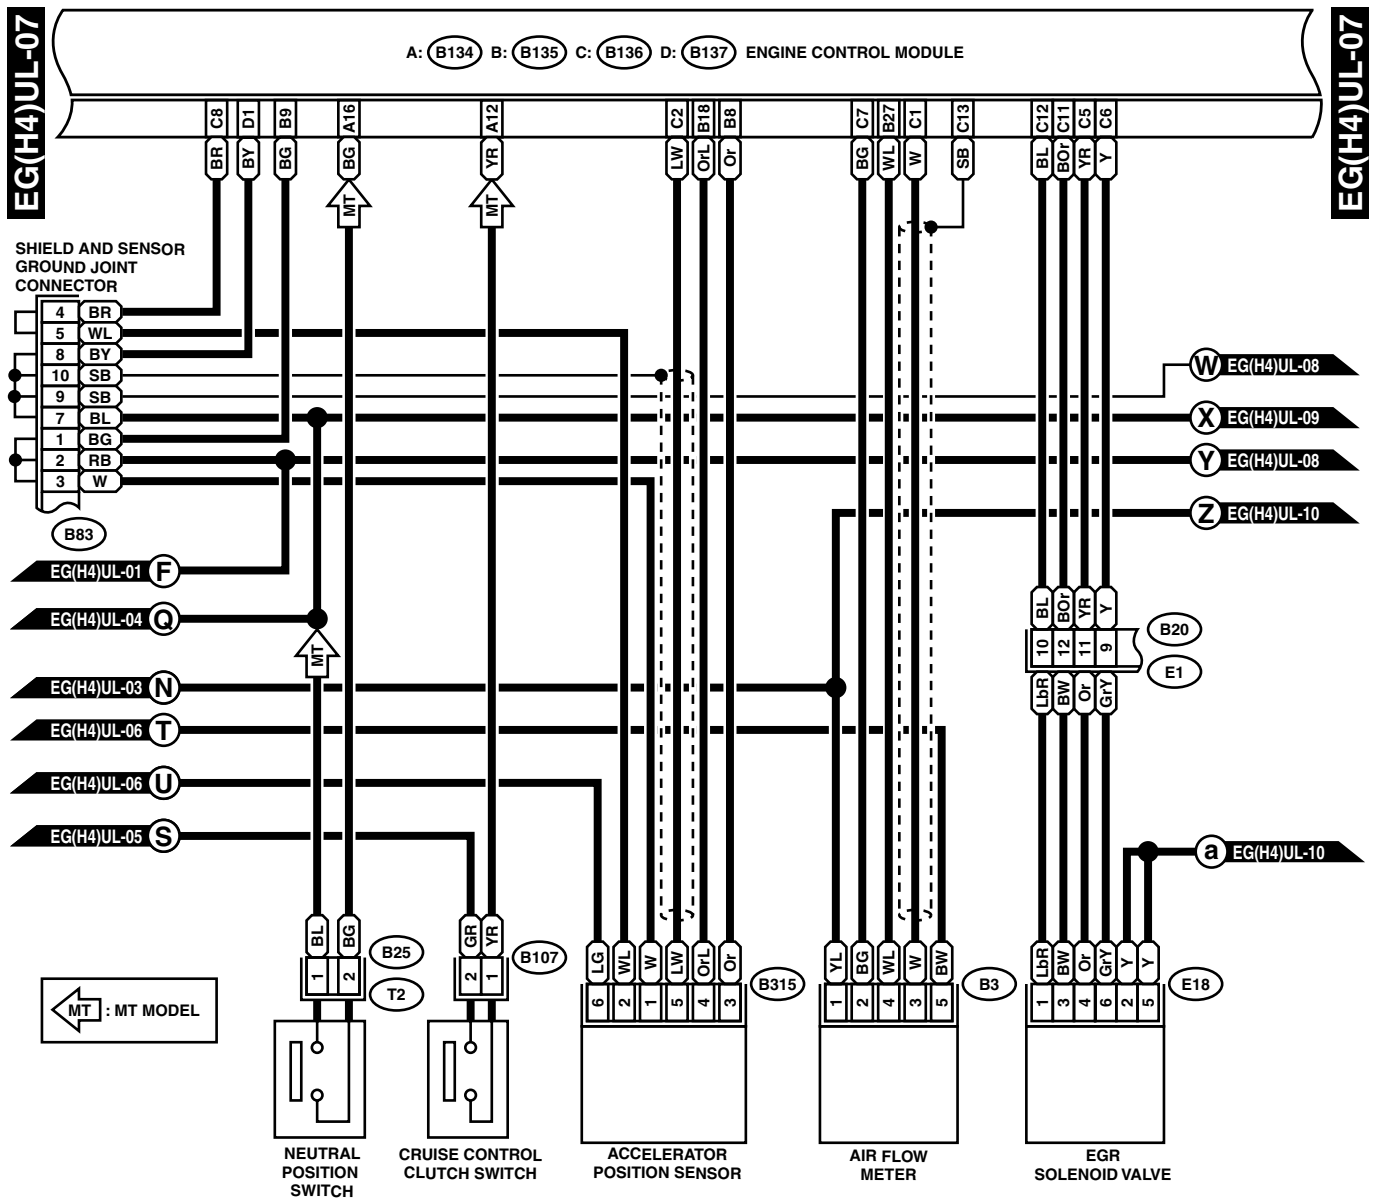 EG(H4)UL-07
EG(H4)UL-07
A: B134 B: B135 C: B136 D: B137 ENGINE CONTROL MODULE
C8 D1 B9 A16 A12 C2 B18 B8 C7 B27 C1 C13 C12 C11 C5 C6
BR BY BG BG YR LW OrL Or BG WL W SB BL BOr YR Y
MT MT
SHIELD AND SENSOR
GROUND JOINT
CONNECTOR
4 BR
5 WL
8 BY
10 SB
9 SB
7 BL
1 BG
2 RB
3 W
B83
W EG(H4)UL-08
X EG(H4)UL-09
Y EG(H4)UL-08
Z EG(H4)UL-10
EG(H4)UL-01 F
EG(H4)UL-04 Q
MT
EG(H4)UL-03 N
EG(H4)UL-06 T
EG(H4)UL-06 U
EG(H4)UL-05 S
BL BOr YR Y
10 12 11 9
B20
E1
LbR BW Or GrY
a EG(H4)UL-10
BL BG
1 2
B25
T2
GR YR
2 1
B107
LG WL W LW OrL Or
6 2 1 5 4 3
B315
YL BG WL W BW
1 2 4 3 5
B3
LbR BW Or GrY Y Y
1 3 4 6 2 5
E18
MT : MT MODEL
NEUTRAL
POSITION
SWITCH
CRUISE CONTROL
CLUTCH SWITCH
ACCELERATOR
POSITION SENSOR
AIR FLOW
METER
EGR
SOLENOID VALVE